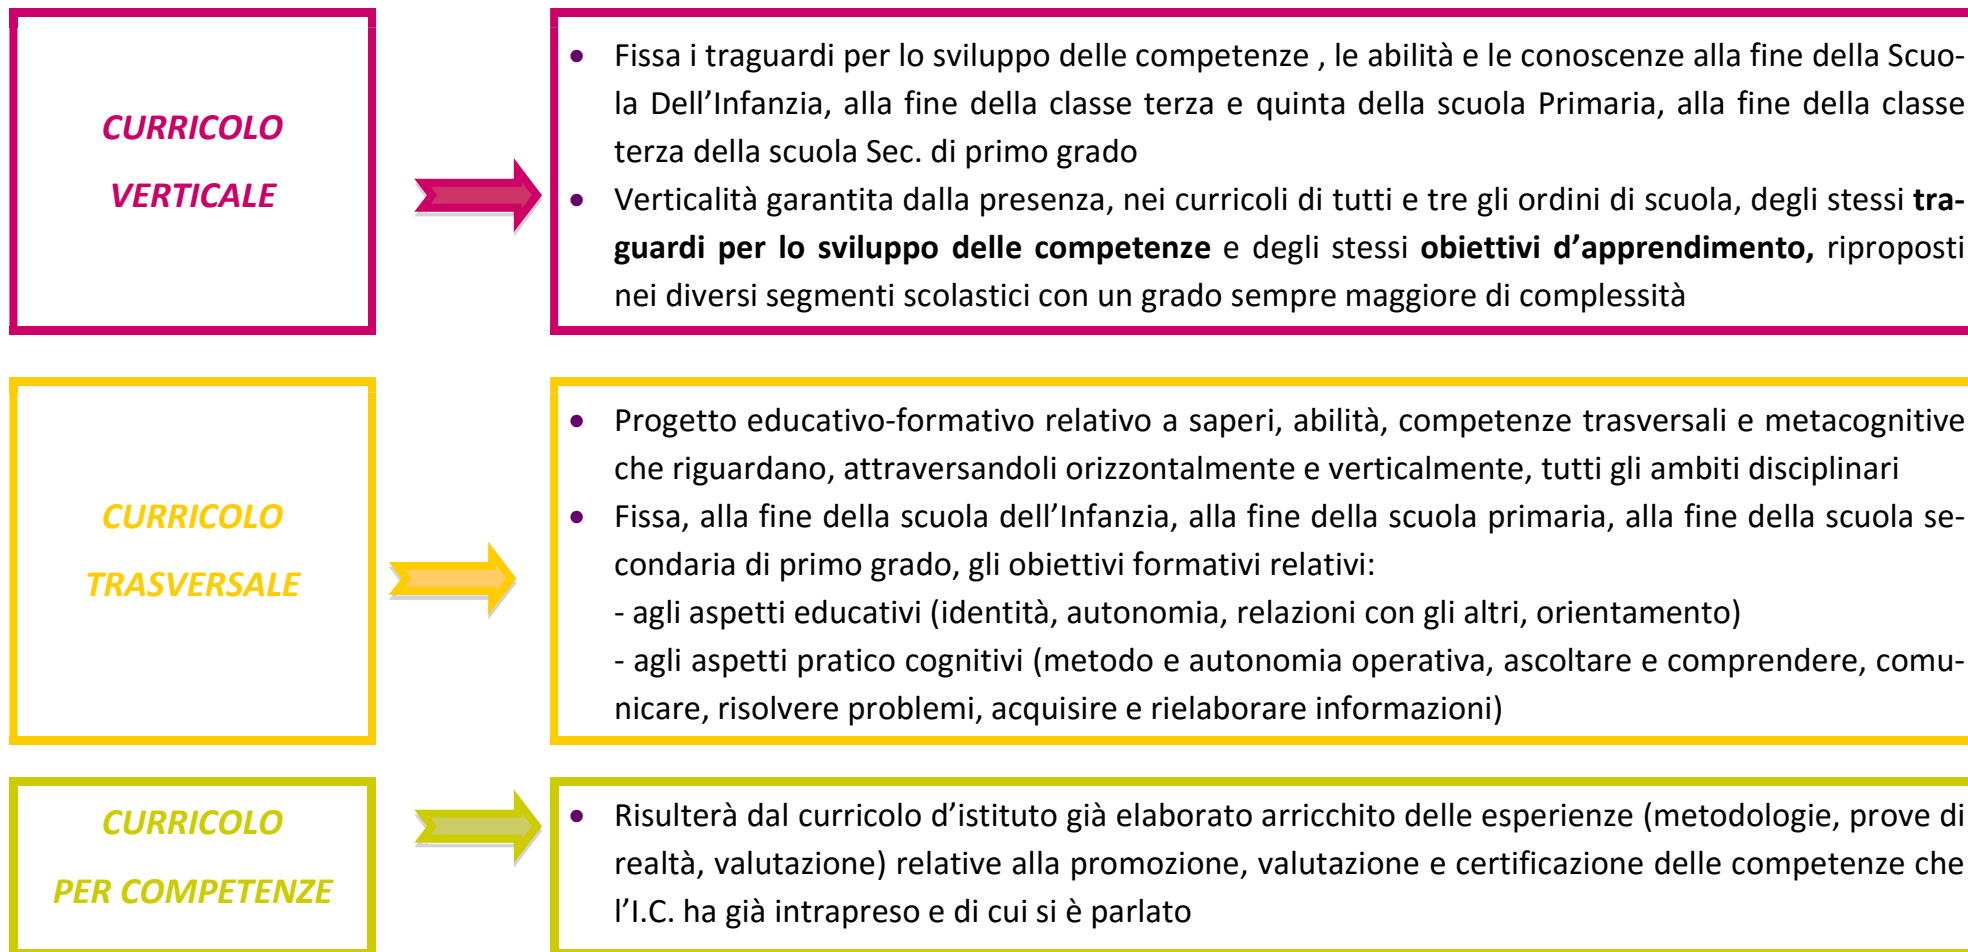 CURRICOLO
VERTICALE
• Fissa i traguardi per lo sviluppo delle competenze , le abilità e le conoscenze alla fine della Scuo-
la Dell’Infanzia, alla fine della classe terza e quinta della scuola Primaria, alla fine della classe
terza della scuola Sec. di primo grado
• Verticalità garantita dalla presenza, nei curricoli di tutti e tre gli ordini di scuola, degli stessi tra-
guardi per lo sviluppo delle competenze e degli stessi obiettivi d’apprendimento, riproposti
nei diversi segmenti scolastici con un grado sempre maggiore di complessità
CURRICOLO
TRASVERSALE
• Progetto educativo-formativo relativo a saperi, abilità, competenze trasversali e metacognitive
che riguardano, attraversandoli orizzontalmente e verticalmente, tutti gli ambiti disciplinari
• Fissa, alla fine della scuola dell’Infanzia, alla fine della scuola primaria, alla fine della scuola se-
condaria di primo grado, gli obiettivi formativi relativi:
- agli aspetti educativi (identità, autonomia, relazioni con gli altri, orientamento)
- agli aspetti pratico cognitivi (metodo e autonomia operativa, ascoltare e comprendere, comu-
nicare, risolvere problemi, acquisire e rielaborare informazioni)
CURRICOLO
PER COMPETENZE
• Risulterà dal curricolo d’istituto già elaborato arricchito delle esperienze (metodologie, prove di
realtà, valutazione) relative alla promozione, valutazione e certificazione delle competenze che
l’I.C. ha già intrapreso e di cui si è parlato